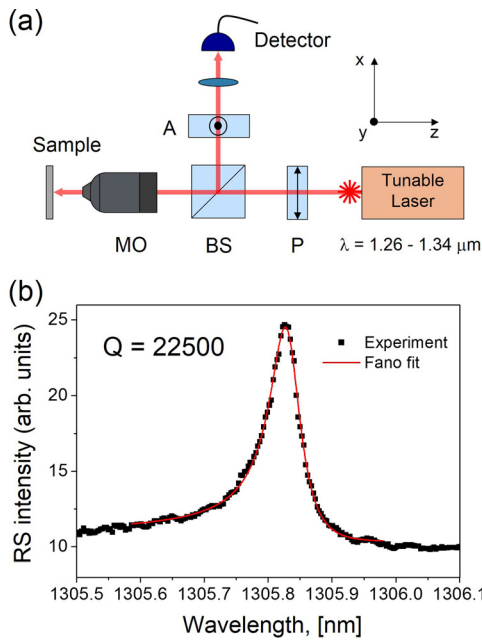 (a)
Detector
x
y
z
A
Sample
Tunable
Laser
MO
BS
P
λ = 1.26 - 1.34 μm
(b)
Q = 22500
Experiment
Fano fit
RS intensity (arb. units)
25
20
15
10
1305.5
1305.6
1305.7
1305.8
1305.9
1306.0
1306.1
Wavelength, [nm]